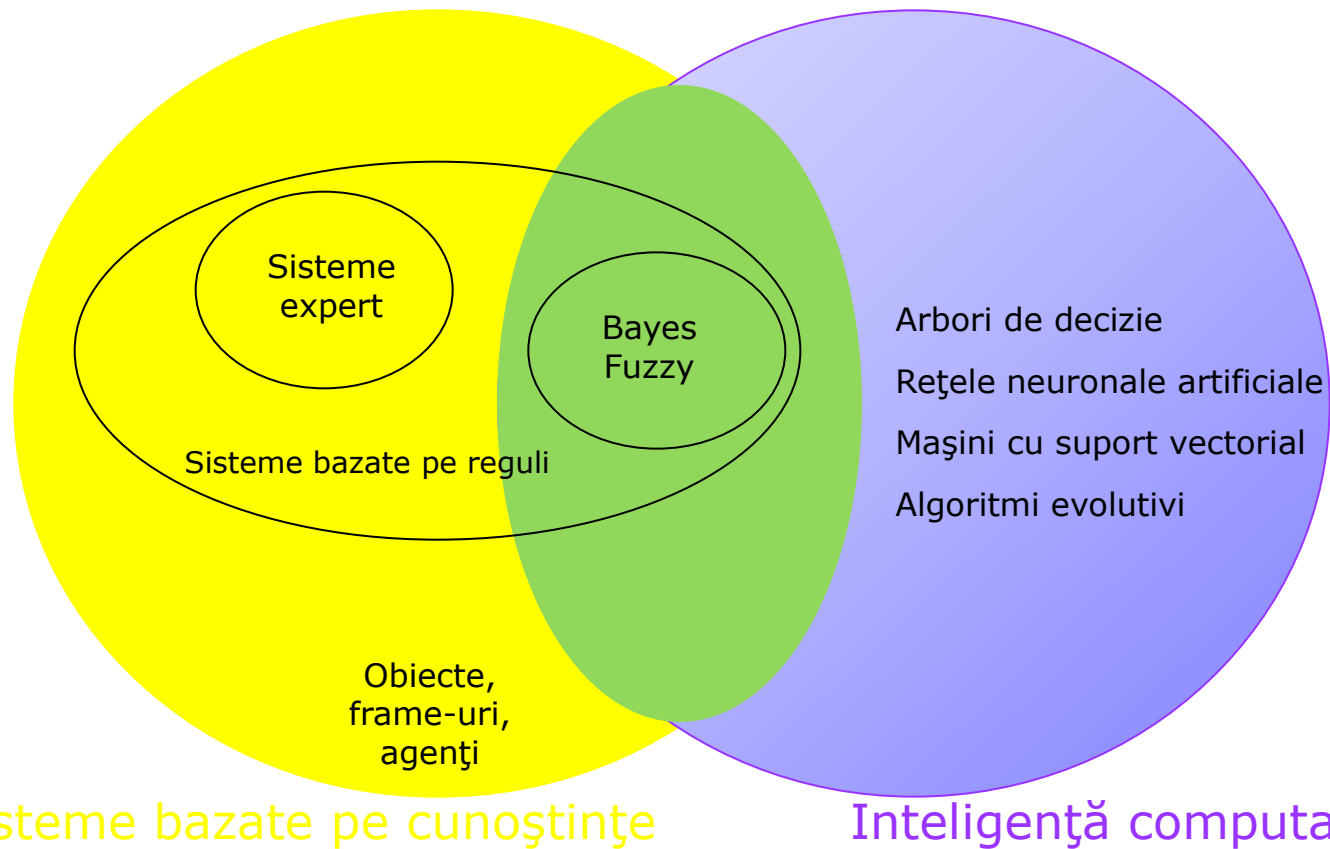 Sisteme
expert
Bayes
Fuzzy
Sisteme bazate pe reguli
Obiecte,
frame-uri,
agenţi
Arbori de decizie
Reţele neuronale artificiale
Maşini cu suport vectorial
Algoritmi evolutivi
steme bazate pe cunoştinţe
Inteligenţă computa